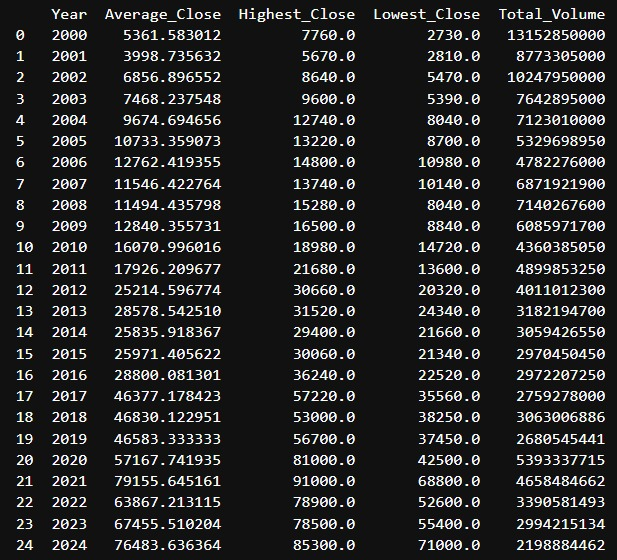 Year Average_Close Highest_Close Lowest_Close Total_Volume
0 2000 5361.583012 7760.0 2730.0 13152850000
1 2001 3998.735632 5670.0 2810.0 8773305000
2 2002 6856.896552 8640.0 5470.0 10247950000
3 2003 7468.237548 9600.0 5390.0 7642895000
4 2004 9674.694656 12740.0 8040.0 7123010000
5 2005 10733.359073 13220.0 8700.0 5329698950
6 2006 12762.419355 14800.0 10980.0 4782276000
7 2007 11546.422764 13740.0 10140.0 6871921900
8 2008 11494.435798 15280.0 8040.0 7140267600
9 2009 12840.355731 16500.0 8840.0 6085971700
10 2010 16070.996016 18980.0 14720.0 4360385050
11 2011 17926.209677 21680.0 13600.0 4899853250
12 2012 25214.596774 30660.0 20320.0 4011012300
13 2013 28578.542510 31520.0 24340.0 3182194700
14 2014 25835.918367 29400.0 21660.0 3059426550
15 2015 25971.405622 30060.0 21340.0 2970450450
16 2016 28800.081301 36240.0 22520.0 2972207250
17 2017 46377.178423 57220.0 35560.0 2759278000
18 2018 46830.122951 53000.0 38250.0 3063006886
19 2019 46583.333333 56700.0 37450.0 2680545441
20 2020 57167.741935 81000.0 42500.0 5393337715
21 2021 79155.645161 91000.0 68800.0 4658484662
22 2022 63867.213115 78900.0 52600.0 3390581493
23 2023 67455.510204 78500.0 55400.0 2994215134
24 2024 76483.636364 85300.0 71000.0 2198884462